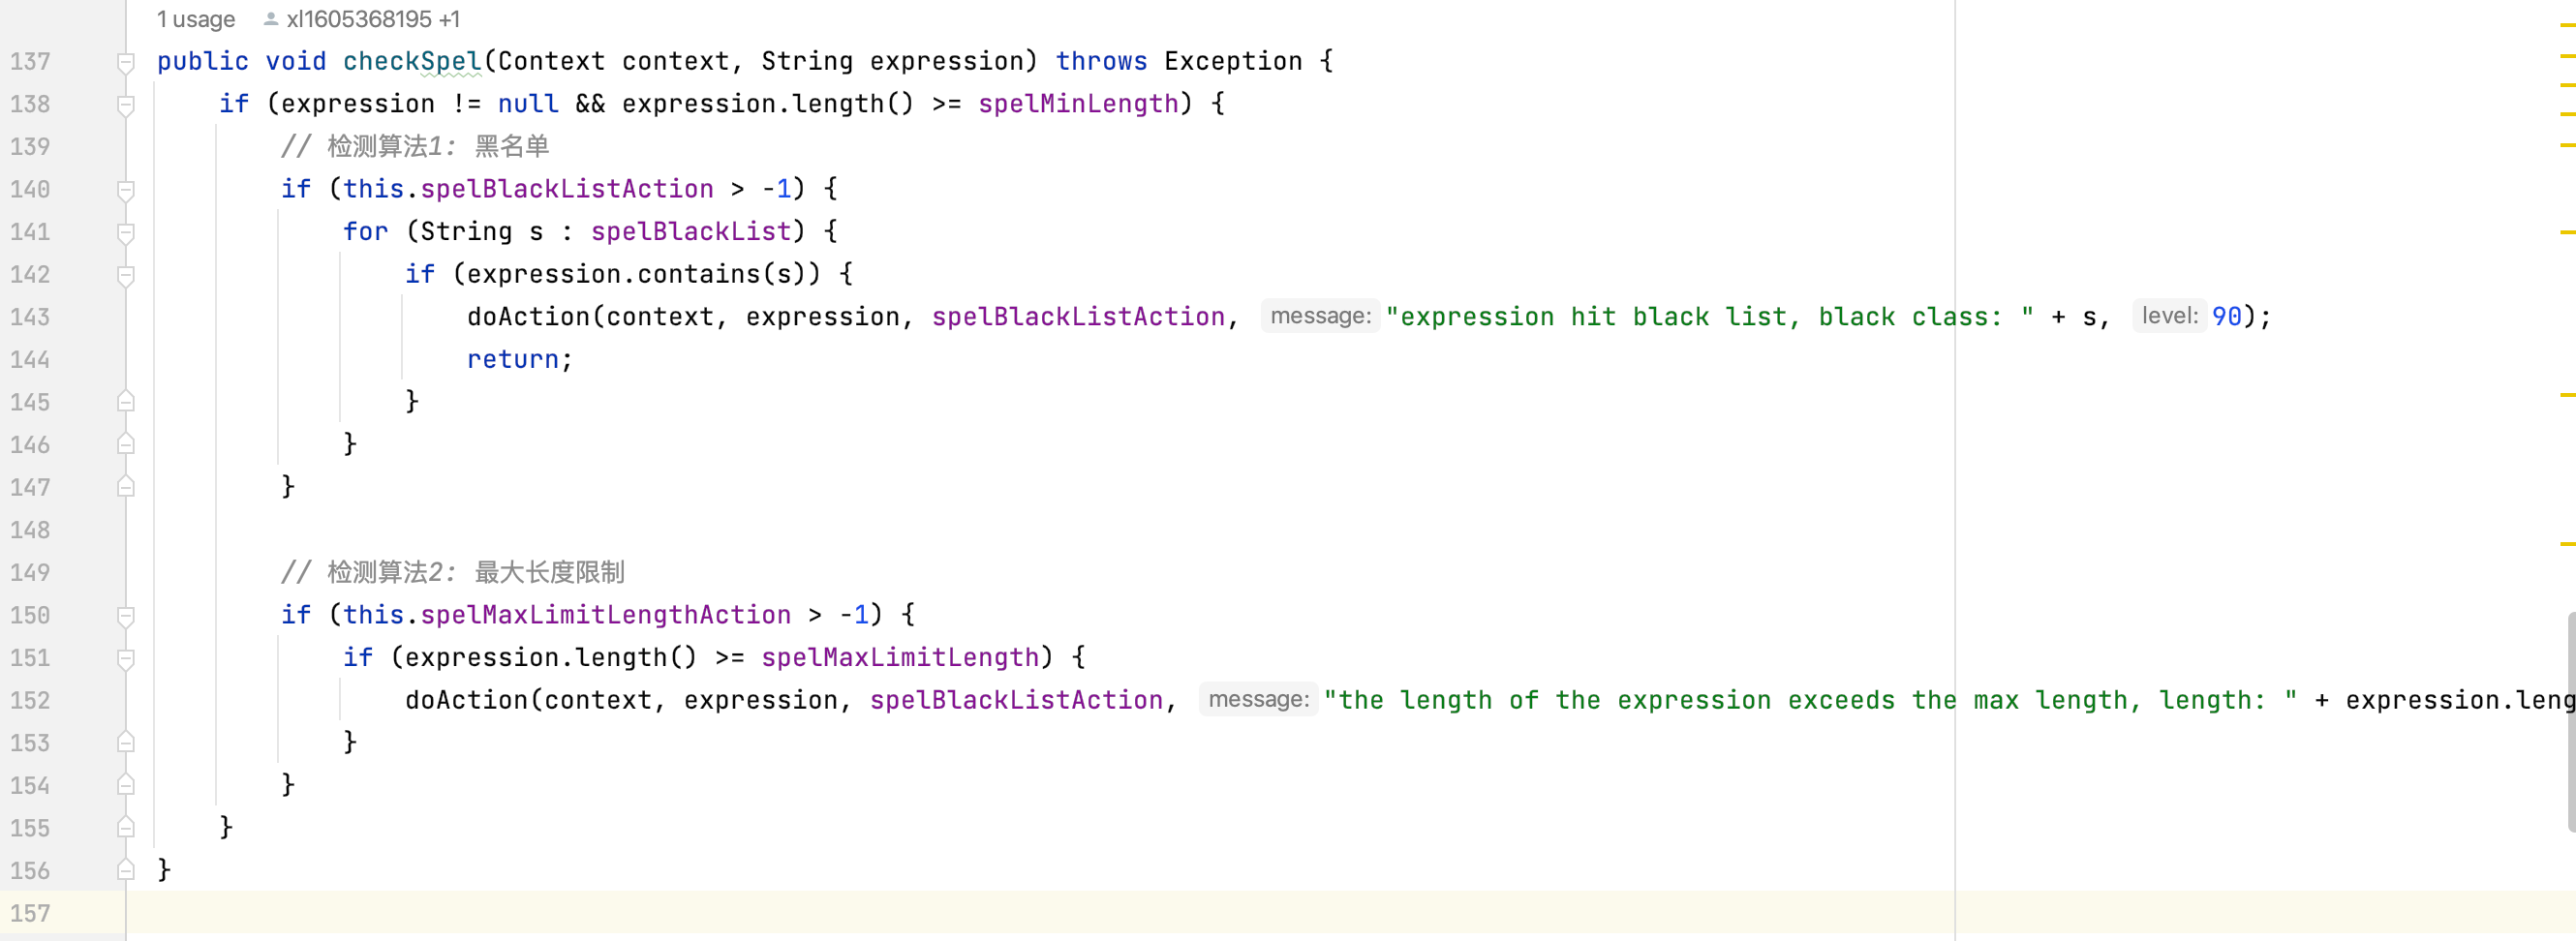 1 usage xl1605368195 +1
137 public void checkSpel(Context context, String expression) throws Exception {
138 if (expression != null && expression.length() >= spelMinLength) {
139 // 检测算法1: 黑名单
140 if (this.spelBlackListAction > -1) {
141 for (String s : spelBlackList) {
142 if (expression.contains(s)) {
143 doAction(context, expression, spelBlackListAction, message: "expression hit black list, black class: " + s, level: 90);
144 return;
145 }
146 }
147 }
148
149 // 检测算法2: 最大长度限制
150 if (this.spelMaxLimitLengthAction > -1) {
151 if (expression.length() >= spelMaxLimitLength) {
152 doAction(context, expression, spelBlackListAction, message: "the length of the expression exceeds the max length, length: " + expression.leng
153 }
154 }
155 }
156 }
157